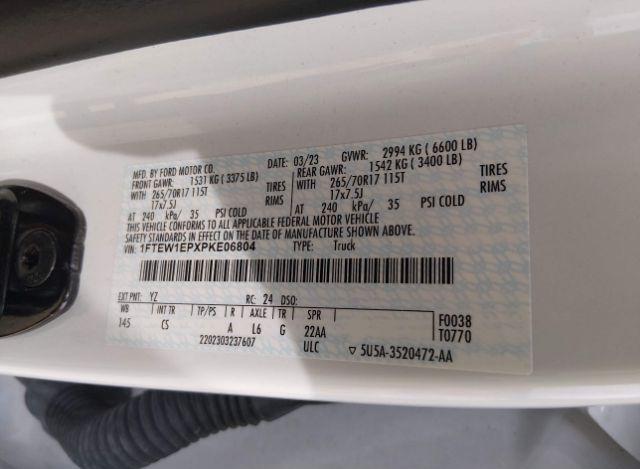 MFD. BY FORD MOTOR CO. DATE: 03/23 GVWR: 2994 KG ( 6600 LB)
FRONT GAWR: 1531 KG ( 3375 LB) REAR GAWR: 1542 KG ( 3400 LB)
WITH 265/70R17 115T TIRES WITH 265/70R17 115T TIRES
17x7.5J RIMS 17x7.5J RIMS
AT 240 kPa/ 35 PSI COLD AT 240 kPa/ 35 PSI COLD
THIS VEHICLE CONFORMS TO ALL APPLICABLE FEDERAL MOTOR VEHICLE
SAFETY STANDARDS IN EFFECT ON THE DATE OF MANUFACTURE SHOWN ABOVE.
VIN: 1FTEW1EPXPKE06804 TYPE: Truck
EXT PNT: YZ RC: 24 DSO:
WB INT TR TP/PS R AXLE TR SPR
145 CS A L6 G 22AA
ULC
F0038
T0770
2202303237607
5U5A-3520472-AA